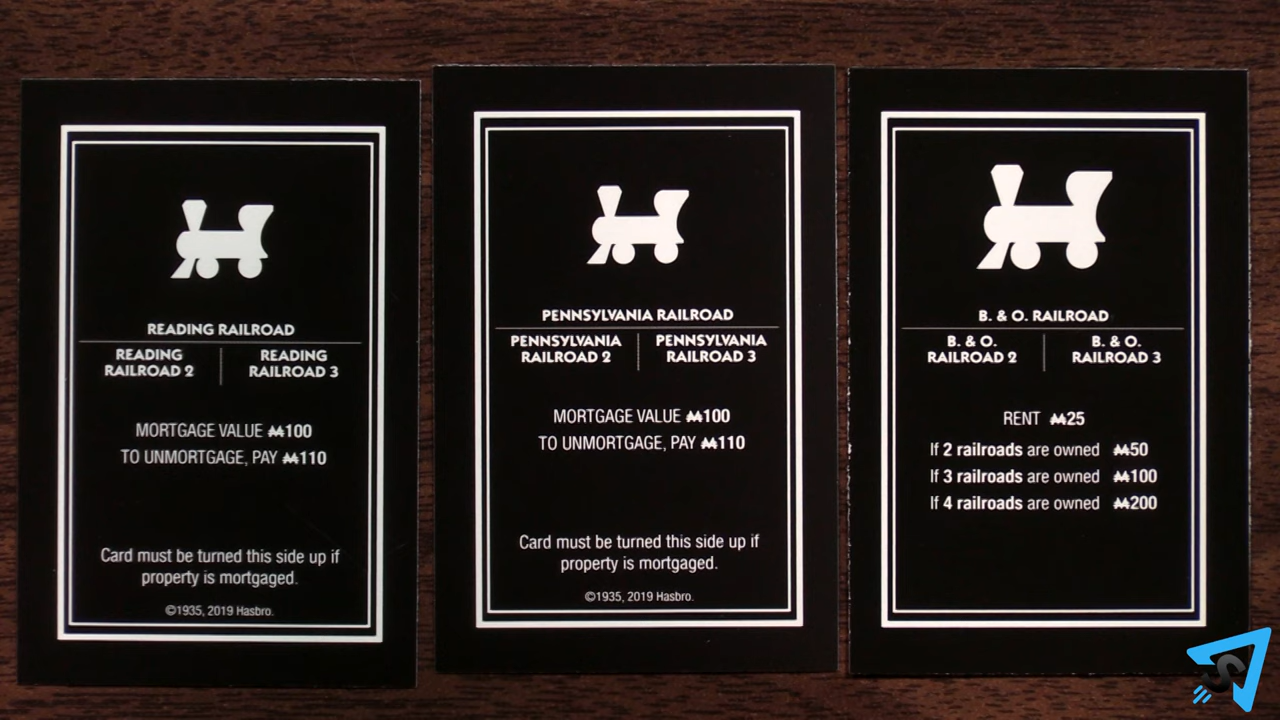 READING RAILROAD
READING
RAILROAD 2
READING
RAILROAD 3
MORTGAGE VALUE ₩100
TO UNMORTGAGE, PAY ₩110
Card must be turned this side up if
property is mortgaged.
©1935, 2019 Hasbro.
PENNSYLVANIA RAILROAD
PENNSYLVANIA
RAILROAD 2
PENNSYLVANIA
RAILROAD 3
MORTGAGE VALUE ₩100
TO UNMORTGAGE, PAY ₩110
Card must be turned this side up if
property is mortgaged.
©1935, 2019 Hasbro.
B. & O. RAILROAD
B. & O.
RAILROAD 2
B. & O.
RAILROAD 3
RENT ₩25
If 2 railroads are owned ₩50
If 3 railroads are owned ₩100
If 4 railroads are owned ₩200
S